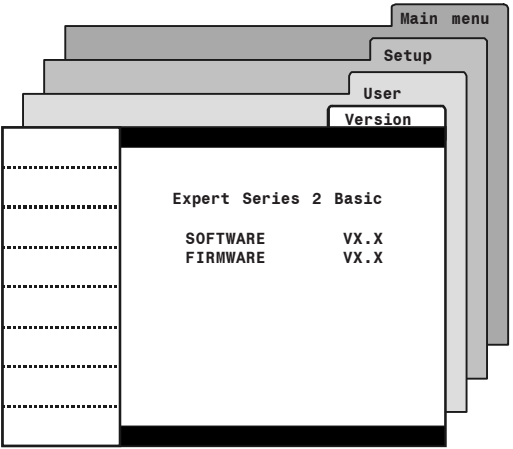 Main menu
Setup
User
Version
Expert Series 2 Basic
SOFTWARE VX.X
FIRMWARE VX.X